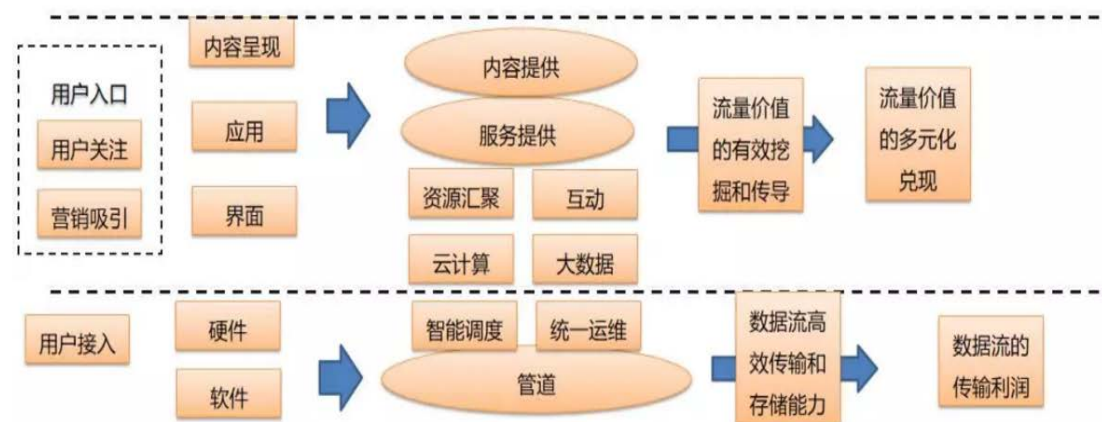 内容呈现
用户入口
用户关注
营销吸引
应用
界面
内容提供
服务提供
资源汇聚
互动
云计算
大数据
流量价值
的有效挖
掘和传导
流量价值
的多元化
兑现
用户接入
硬件
软件
智能调度
统一运维
管道
数据流高
效传输和
存储能力
数据流的
传输利润